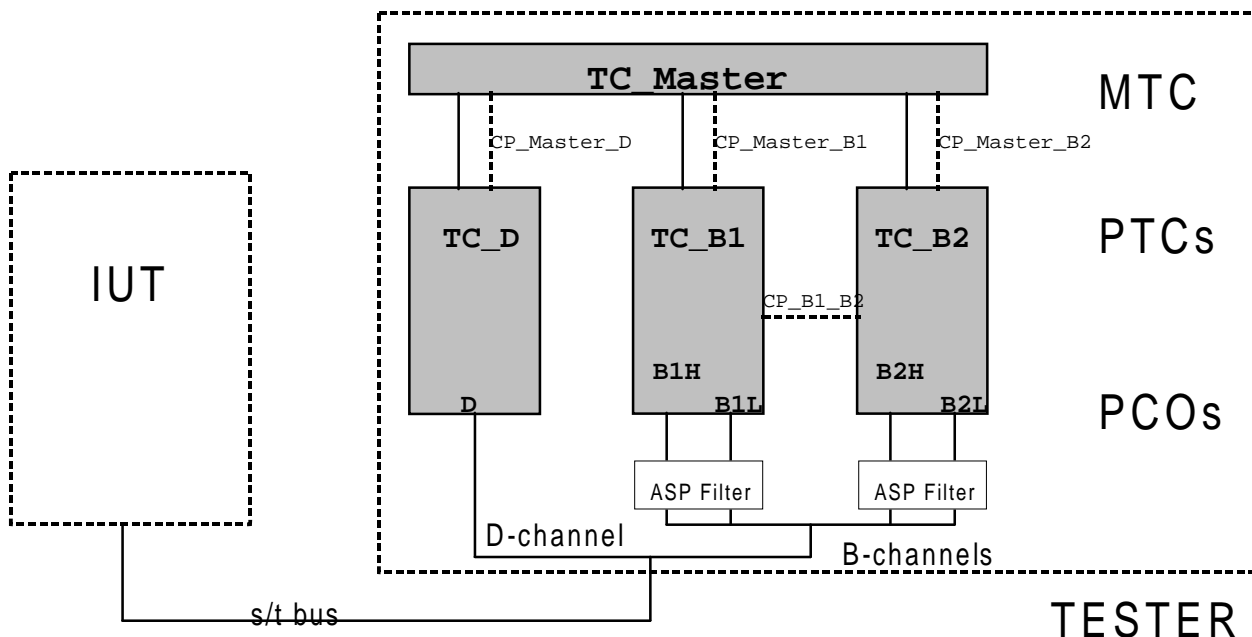 TC_Master
MTC
CP_Master_D
CP_Master_B1
CP_Master_B2
TC_D
TC_B1
TC_B2
PTCs
IUT
CP_B1_B2
B1H
B2H
D
B1L
B2L
PCOs
ASP Filter
ASP Filter
D-channel
B-channels
s/t bus
TESTER